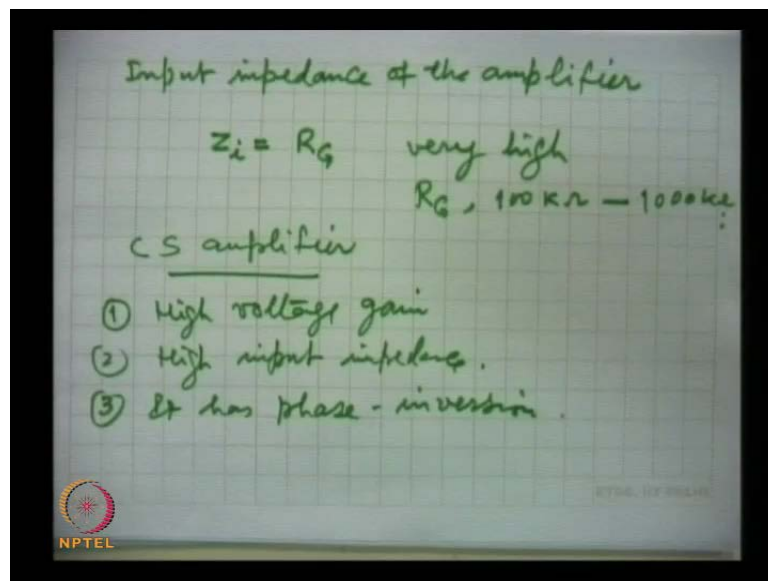 Input impedance of the amplifier
Zi = RG very high
RG, 100 KΩ — 1000 KΩ
CS amplifier
① High voltage gain
② High input impedance.
③ It has phase-inversion.
NPTEL